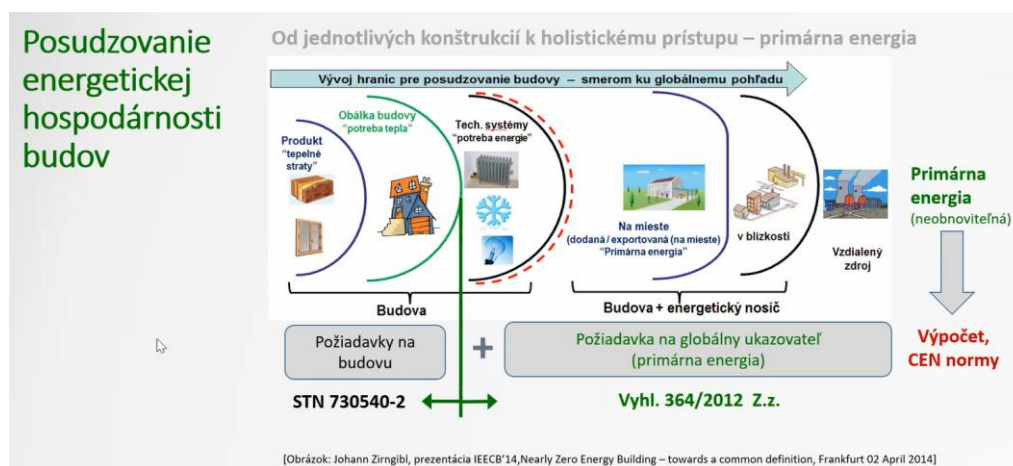 Posudzovanie
energetickej
hospodárnosti
budov
Od jednotlivých konštrukcií k holistickému prístupu – primárna energia
Vývoj hranic pre posudzovanie budovy – smerom ku globálnemu pohľadu
Produkt
"tepelné
straty"
Obálka budovy
"potreba tepla"
Tech. systémy
"potreba energie"
Na mieste
(dodaná / exportovaná (na mieste)
"Primárna energia"
v blízkosti
Vzdialený
zdroj
Primárna
energia
(neobnoviteľná)
Budova
Budova + energetický nosič
Požiadavky na
budovu
+
Požiadavka na globálny ukazovateľ
(primárna energia)
Výpočet,
CEN normy
STN 730540-2
Vyhl. 364/2012 Z.z.
[Obrázok: Johann Zirngibl, prezentácia IEECB'14,Nearly Zero Energy Building – towards a common definition, Frankfurt 02 April 2014]